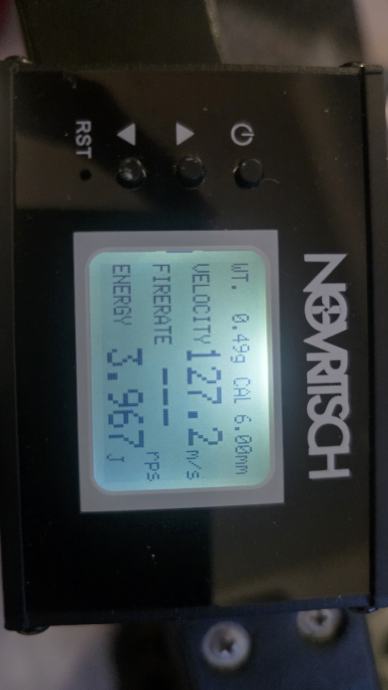 NOVRITSCH
WT. 0.49g CAL 6.00mm
VELOCITY 127.2 m/s
FIRERATE --- rps
ENERGY 3.967 J
RST